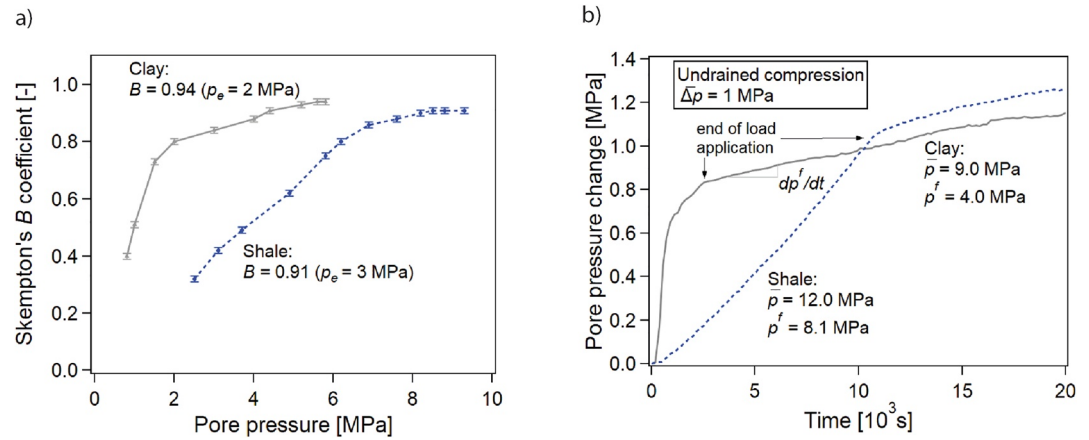 a)
Skempton's B coefficient [-]
1.0
0.8
0.6
0.4
0.2
0.0
Clay:
B = 0.94 (pe = 2 MPa)
Shale:
B = 0.91 (pe = 3 MPa)
0 2 4 6 8 10
Pore pressure [MPa]
b)
Pore pressure change [MPa]
1.4
1.2
1.0
0.8
0.6
0.4
0.2
0.0
Undrained compression
Δp̅ = 1 MPa
end of load
application
dp^f/dt
Clay:
p̅ = 9.0 MPa
p^f = 4.0 MPa
Shale:
p̅ = 12.0 MPa
p^f = 8.1 MPa
0 5 10 15 20
Time [10³s]